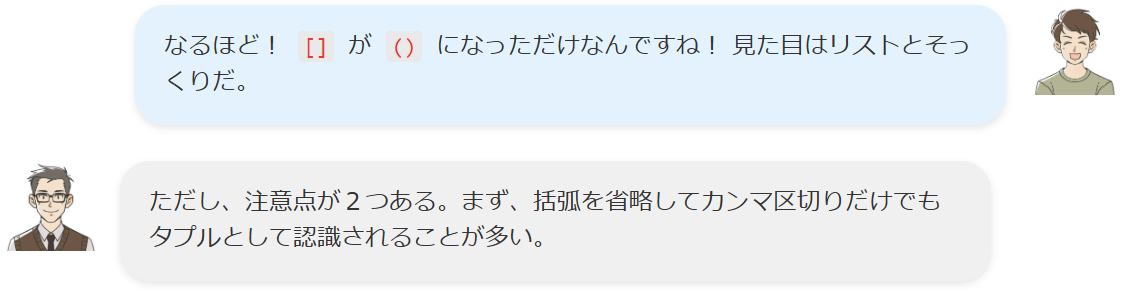 なるほど！ [] が () になっただけなんですね！ 見た目はリストとそっ
くりだ。
ただし、注意点が２つある。まず、括弧を省略してカンマ区切りだけでも
タプルとして認識されることが多い。